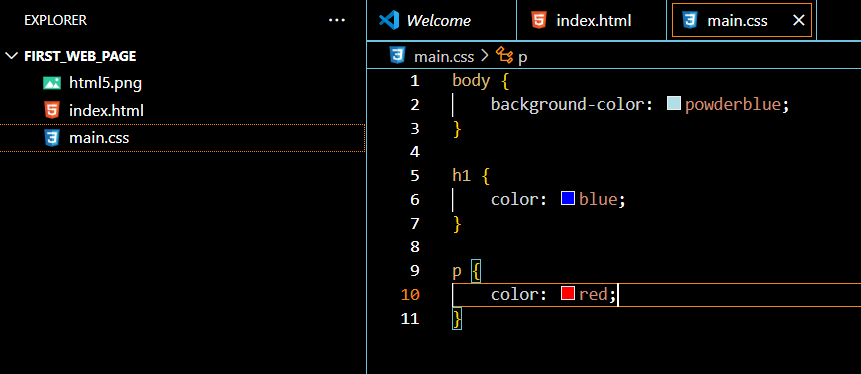 EXPLORER ···
FIRST_WEB_PAGE
html5.png
index.html
main.css
Welcome index.html main.css
main.css > p
1 body {
2 background-color: powderblue;
3 }
4
5 h1 {
6 color: blue;
7 }
8
9 p {
10 color: red;
11 }